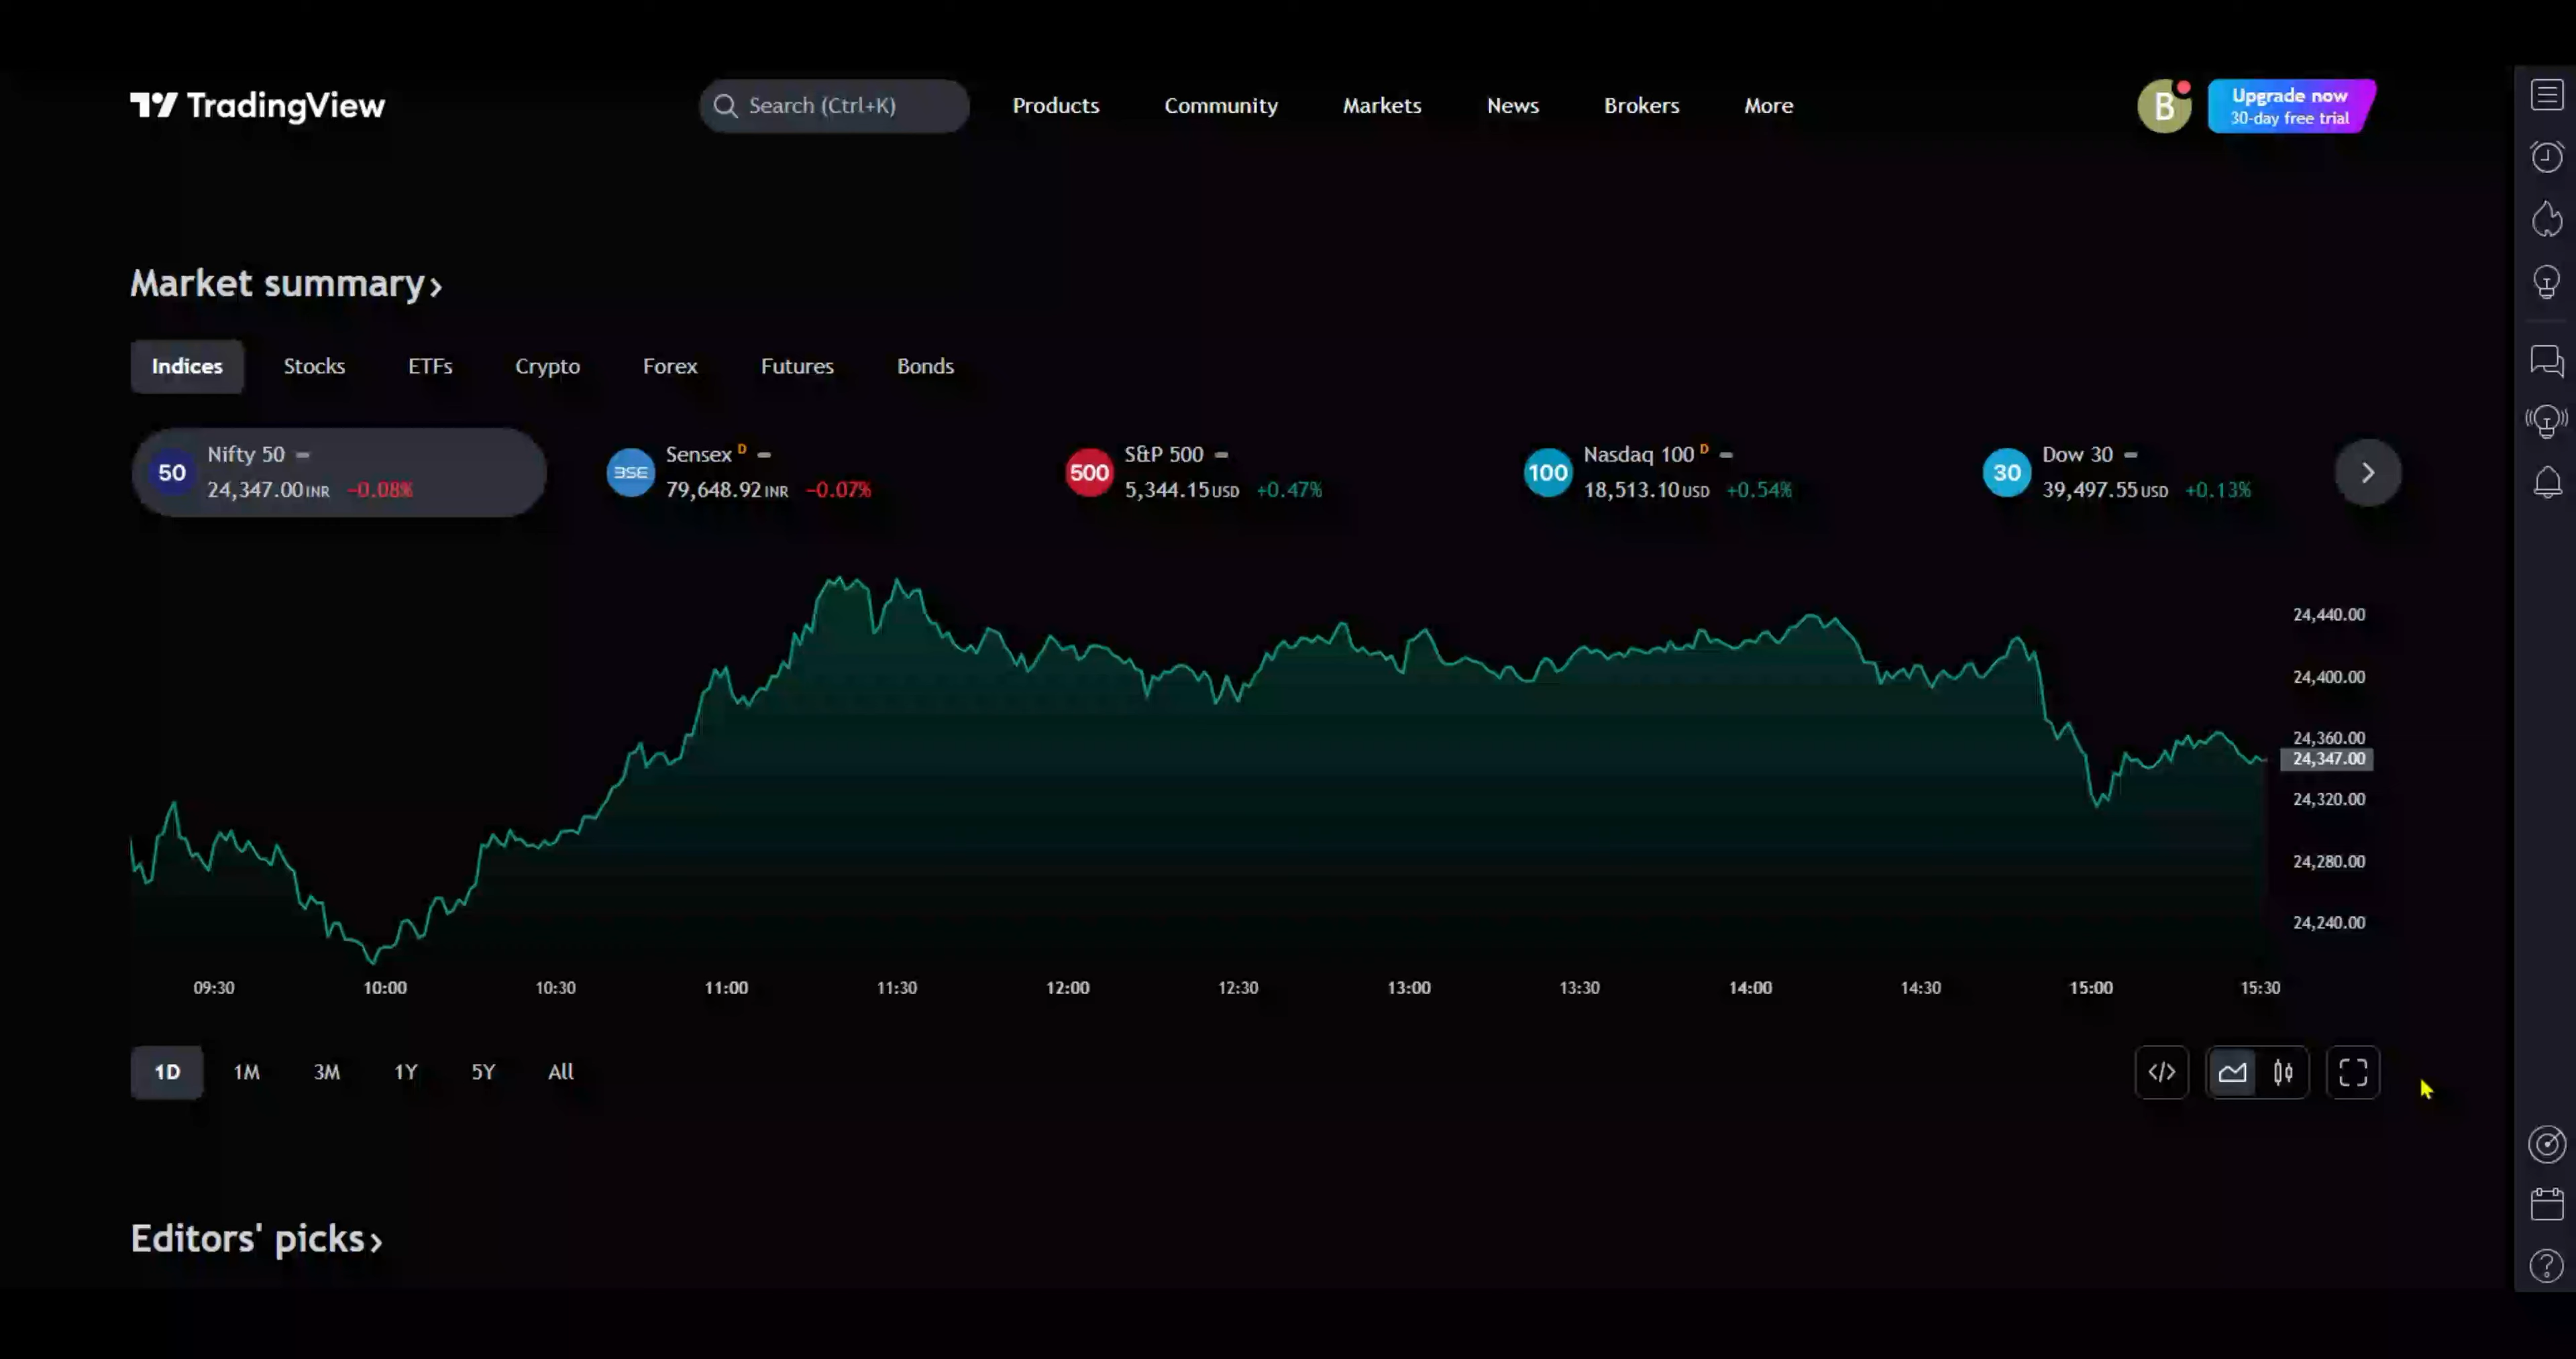 TradingView
Search (Ctrl+K)
Products
Community
Markets
News
Brokers
More
B
Upgrade now
30-day free trial
Market summary
Indices
Stocks
ETFs
Crypto
Forex
Futures
Bonds
50
Nifty 50
24,347.00 INR -0.08%
BSE
Sensex D
79,648.92 INR -0.07%
500
S&P 500
5,344.15 USD +0.47%
100
Nasdaq 100 D
18,513.10 USD +0.54%
30
Dow 30
39,497.55 USD +0.13%
24,440.00
24,400.00
24,360.00
24,347.00
24,320.00
24,280.00
24,240.00
09:30
10:00
10:30
11:00
11:30
12:00
12:30
13:00
13:30
14:00
14:30
15:00
15:30
1D
1M
3M
1Y
5Y
All
Editors' picks